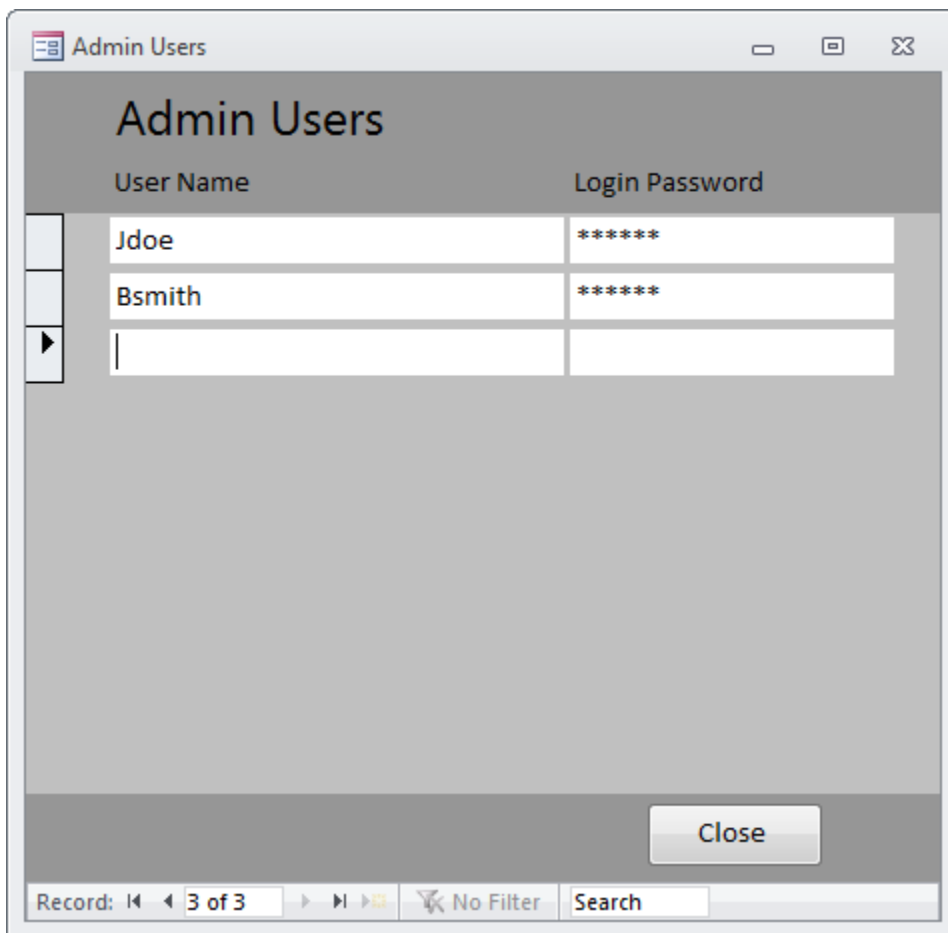 Admin Users
Admin Users
User Name Login Password
Jdoe ******
Bsmith ******
Close
Record: 3 of 3 No Filter Search